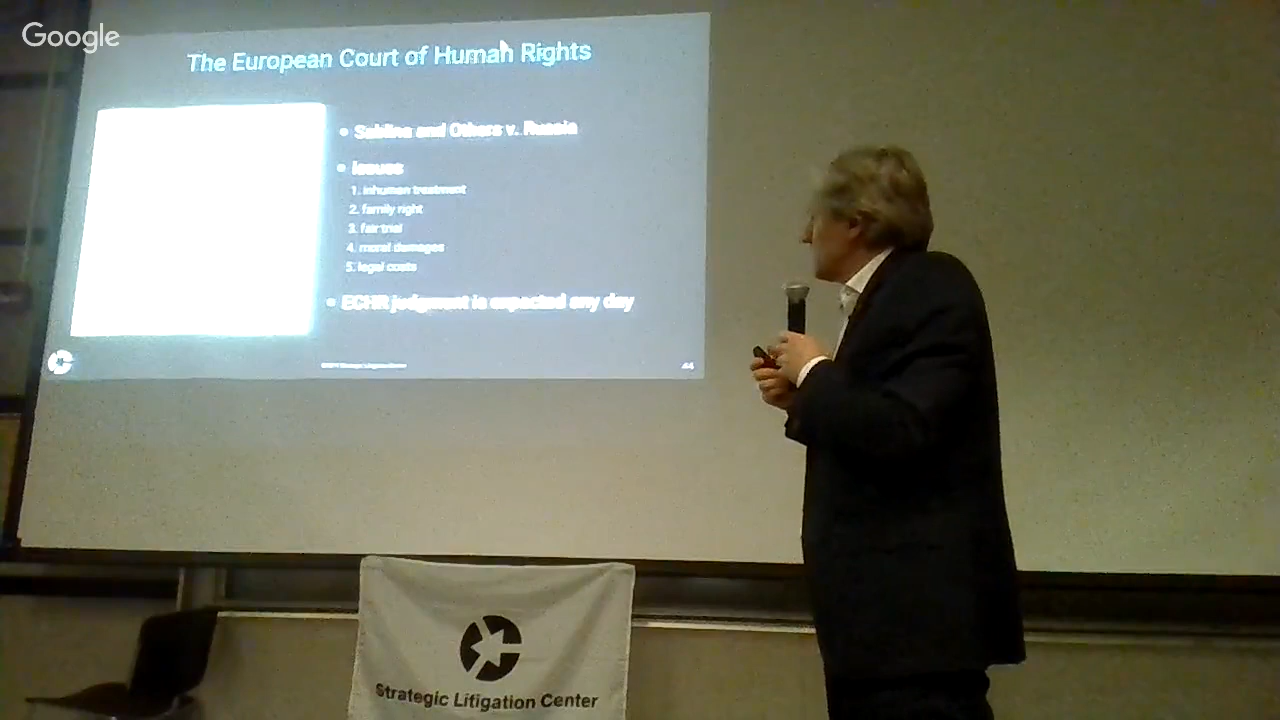 Google
The European Court of Human Rights
• Sablina and Others v. Russia
• Issues
1. inhuman treatment
2. family right
3. fair trial
4. moral damages
5. legal costs
• ECHR judgment is expected any day
44
Strategic Litigation Center